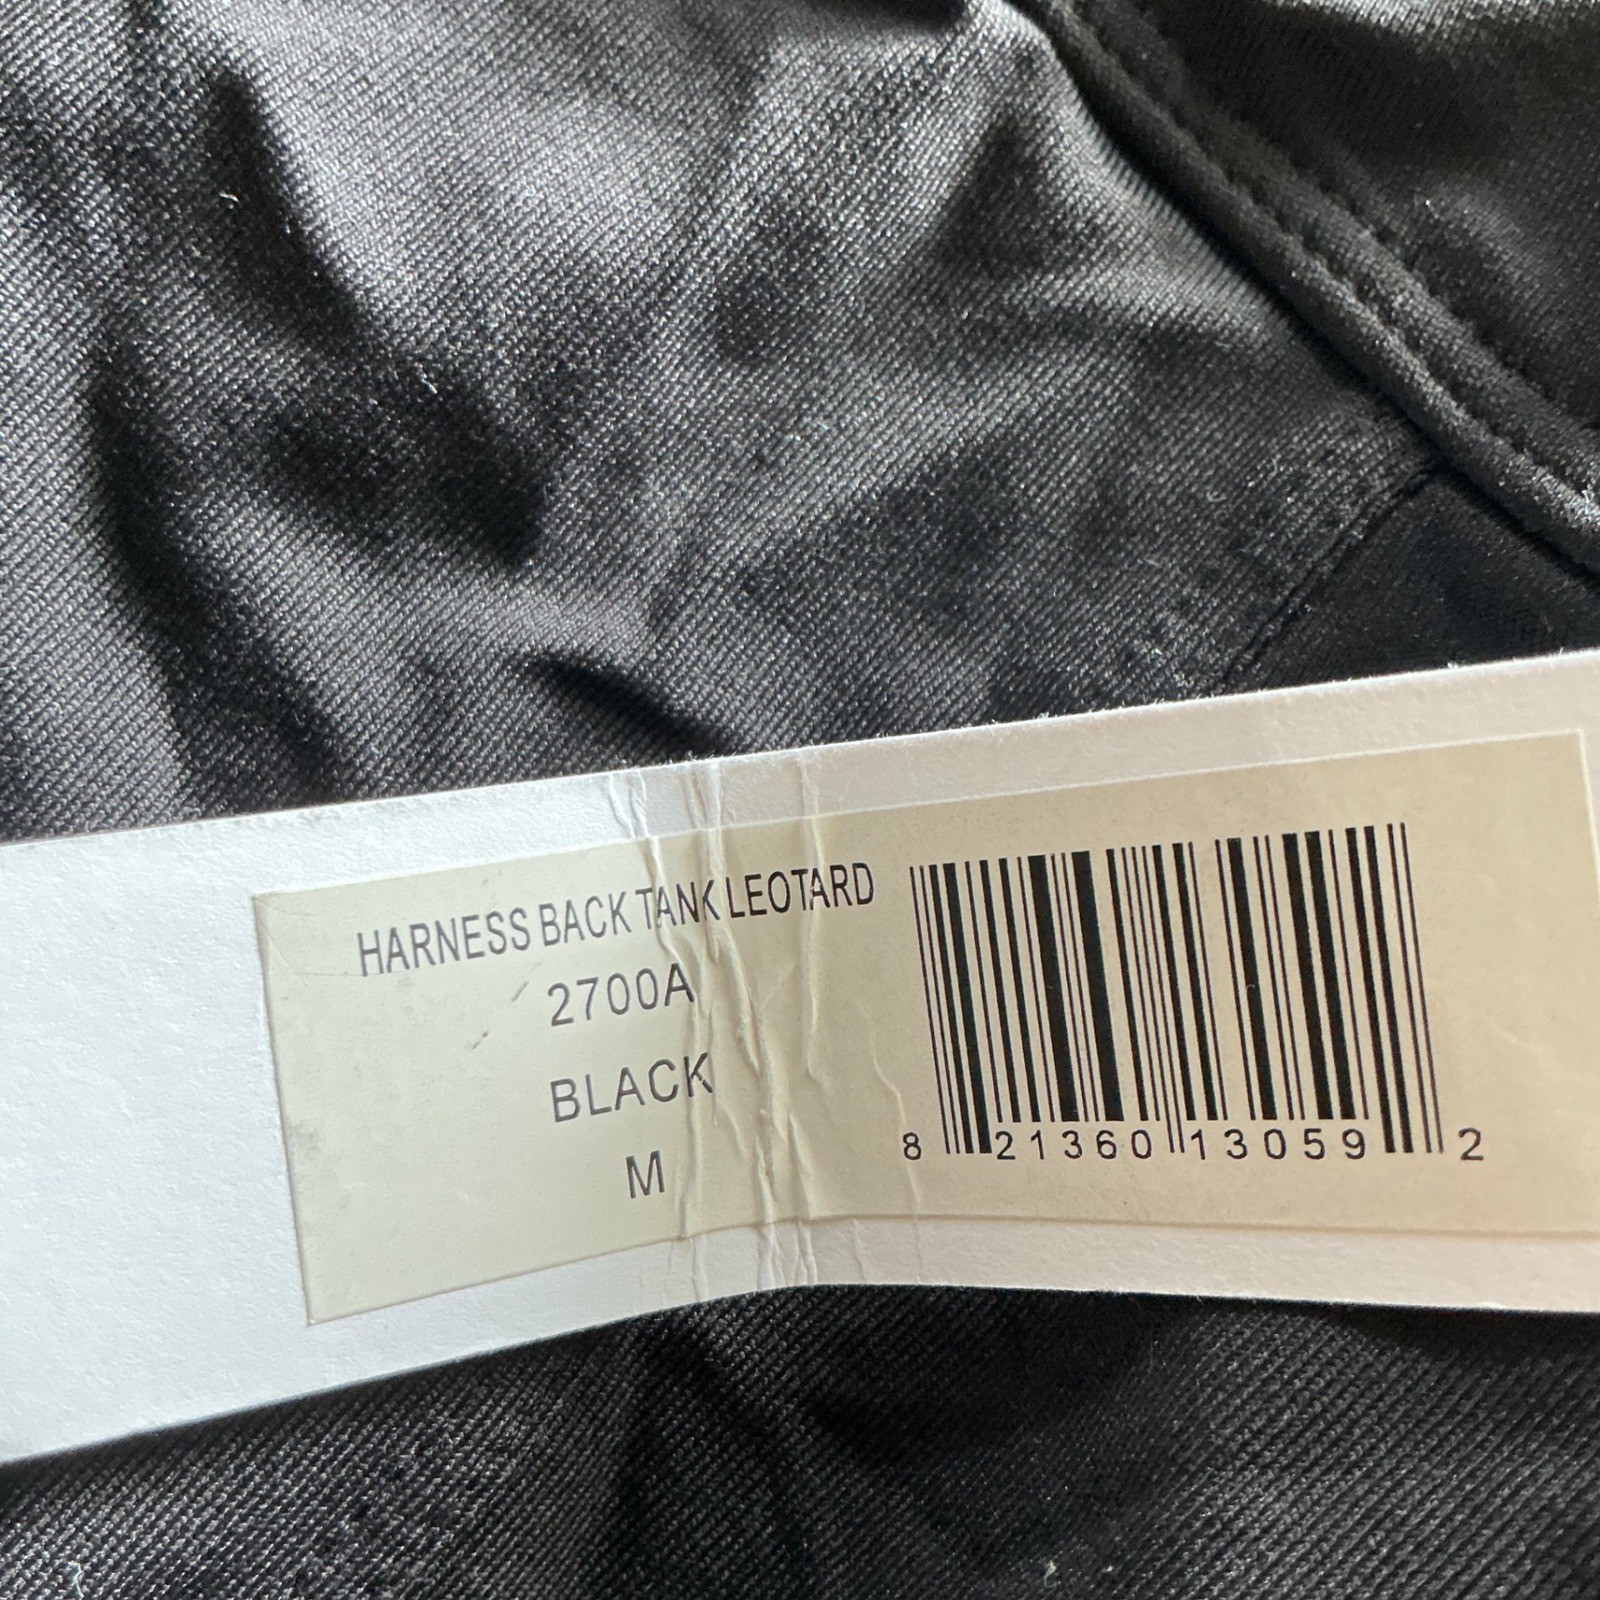 HARNESS BACK TANK LEOTARD
2700A
BLACK
M
8 21360 13059 2